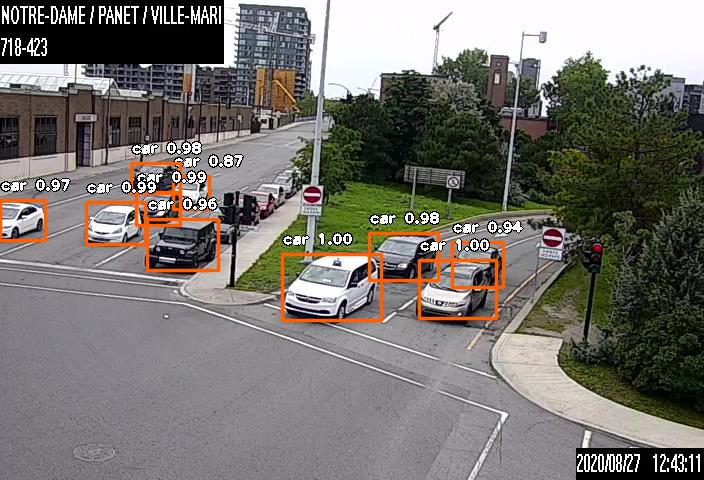 NOTRE-DAME / PANET / VILLE-MARI
718-423
car 0.98
car 0.87
car 0.99
car 0.97
car 0.99
car 0.96
car 0.98
car 0.94
car 1.00
car 1.00
2020/08/27 12:43:11